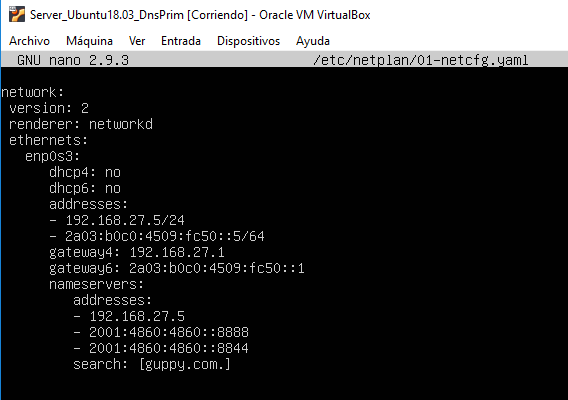 Server_Ubuntu18.03_DnsPrim [Corriendo] - Oracle VM VirtualBox
Archivo Máquina Ver Entrada Dispositivos Ayuda
GNU nano 2.9.3 /etc/netplan/01-netcfg.yaml
network:
 version: 2
 renderer: networkd
 ethernets:
   enp0s3:
      dhcp4: no
      dhcp6: no
      addresses:
      - 192.168.27.5/24
      - 2a03:b0c0:4509:fc50::5/64
      gateway4: 192.168.27.1
      gateway6: 2a03:b0c0:4509:fc50::1
      nameservers:
         addresses:
         - 192.168.27.5
         - 2001:4860:4860::8888
         - 2001:4860:4860::8844
         search: [guppy.com.]